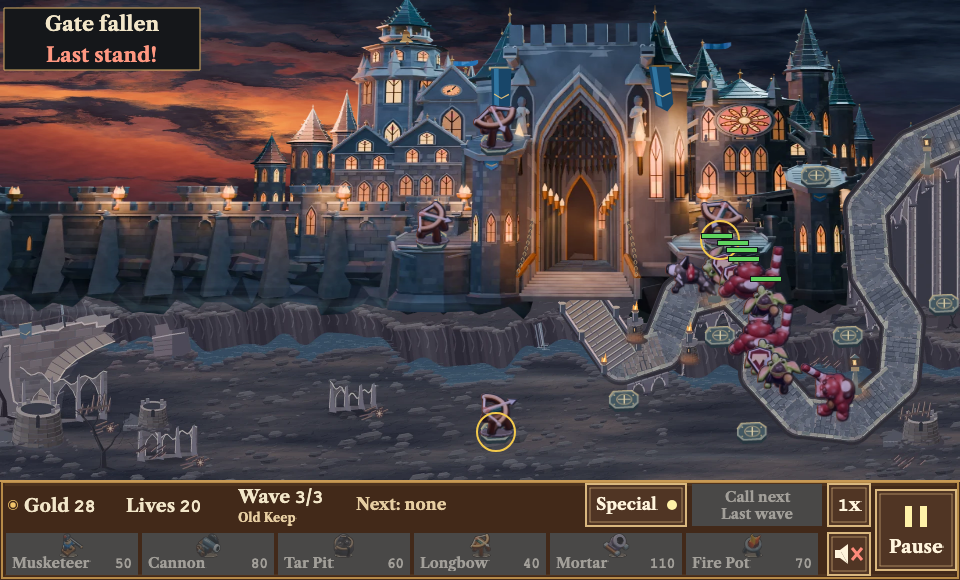 Gate fallen
Last stand!
Gold 28
Lives 20
Wave 3/3
Old Keep
Next: none
Special
Call next
Last wave
1x
Pause
Musketeer 50
Cannon 80
Tar Pit 60
Longbow 40
Mortar 110
Fire Pot 70